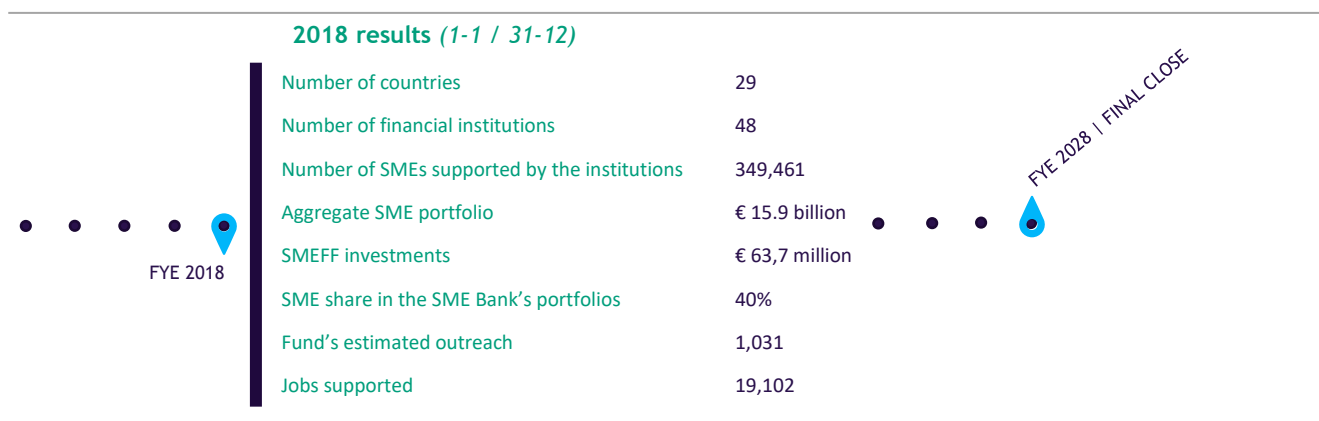 2018 results (1-1 / 31-12)
Number of countries 29
Number of financial institutions 48
Number of SMEs supported by the institutions 349,461
Aggregate SME portfolio € 15.9 billion
SMEFF investments € 63,7 million
SME share in the SME Bank’s portfolios 40%
Fund’s estimated outreach 1,031
Jobs supported 19,102
FYE 2018
FYE 2028 | FINAL CLOSE